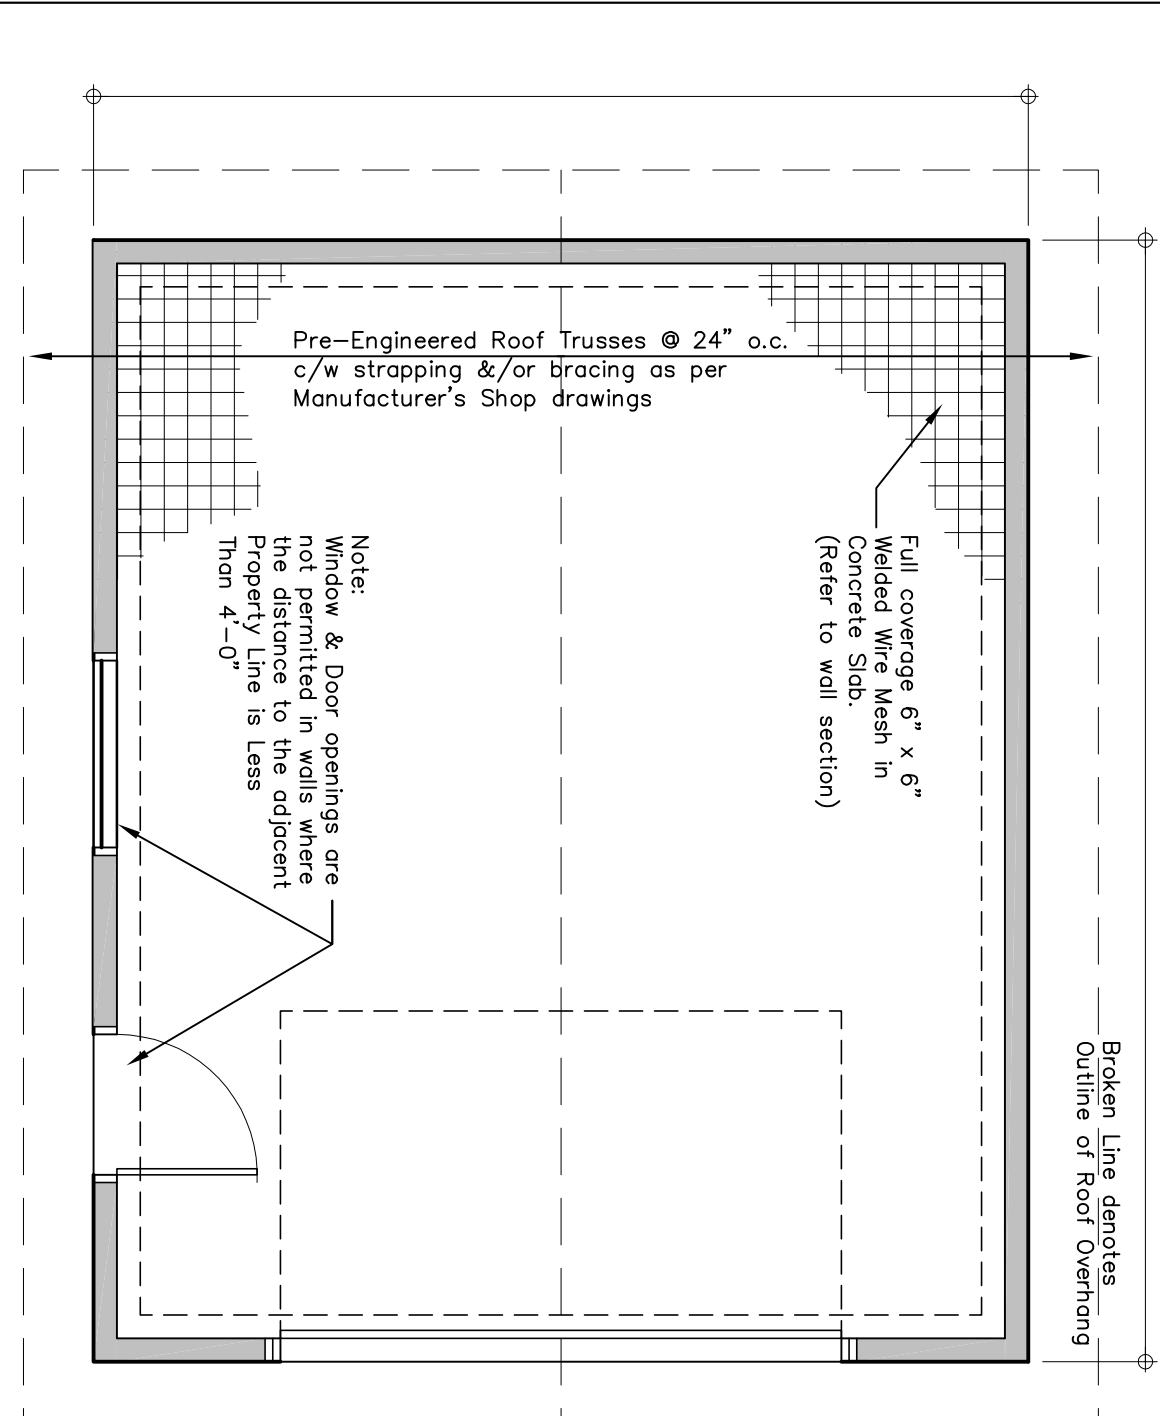 Pre-Engineered Roof Trusses @ 24" o.c.
c/w strapping &/or bracing as per
Manufacturer's Shop drawings
Full coverage 6" x 6"
Welded Wire Mesh in
Concrete Slab.
(Refer to wall section)
Note:
Window & Door openings are
not permitted in walls where
the distance to the adjacent
Property Line is Less
Than 4'-0"
Broken Line denotes
Outline of Roof Overhang